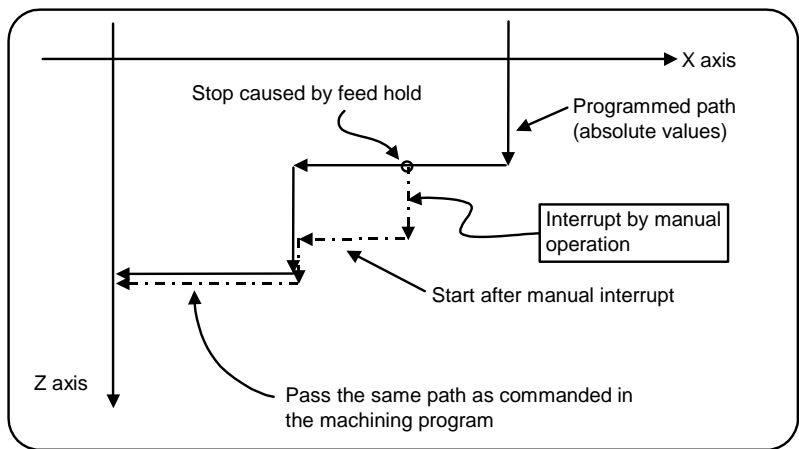 X axis
Stop caused by feed hold
Programmed path
(absolute values)
Interrupt by manual
operation
Start after manual interrupt
Z axis
Pass the same path as commanded in
the machining program